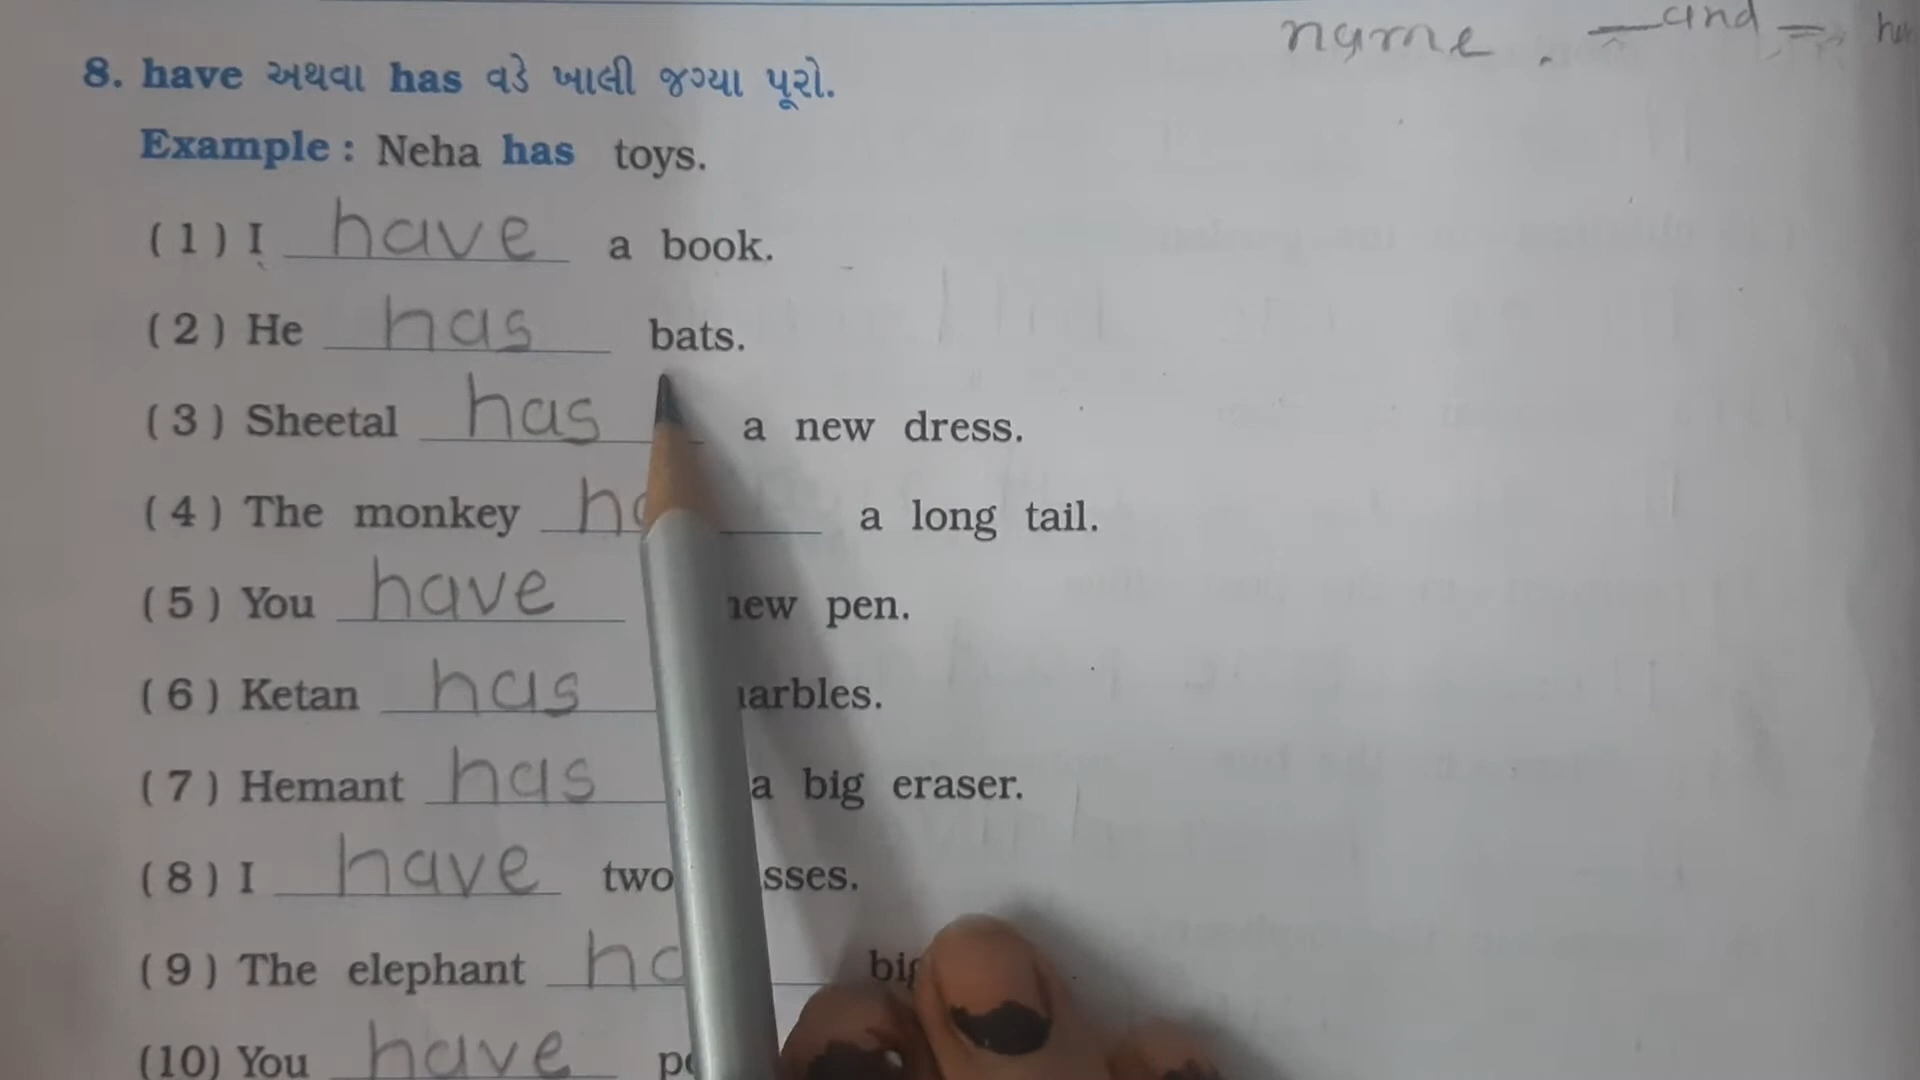 name. — and —
8. have અથવા has વડે ખાલી જગ્યા પૂરો.
Example : Neha has toys.
(1) I have a book.
(2) He has bats.
(3) Sheetal has a new dress.
(4) The monkey a long tail.
(5) You have pen.
(6) Ketan has
(7) Hemant has a big eraser.
(8) I have two
(9) The elephant
(10) You have